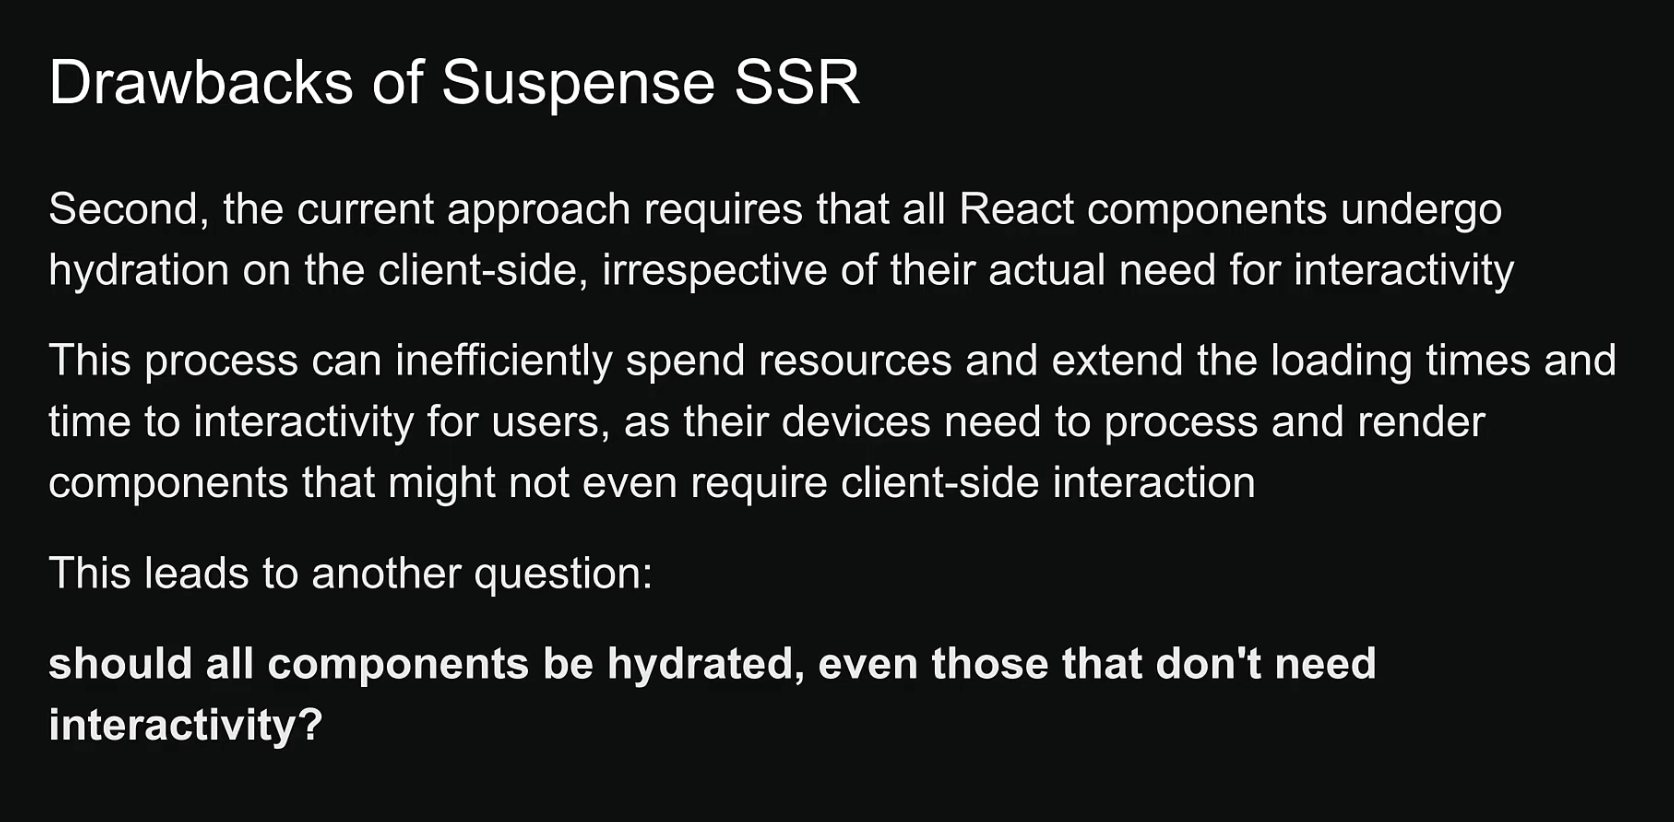 Drawbacks of Suspense SSR
Second, the current approach requires that all React components undergo
hydration on the client-side, irrespective of their actual need for interactivity
This process can inefficiently spend resources and extend the loading times and
time to interactivity for users, as their devices need to process and render
components that might not even require client-side interaction
This leads to another question:
should all components be hydrated, even those that don't need
interactivity?